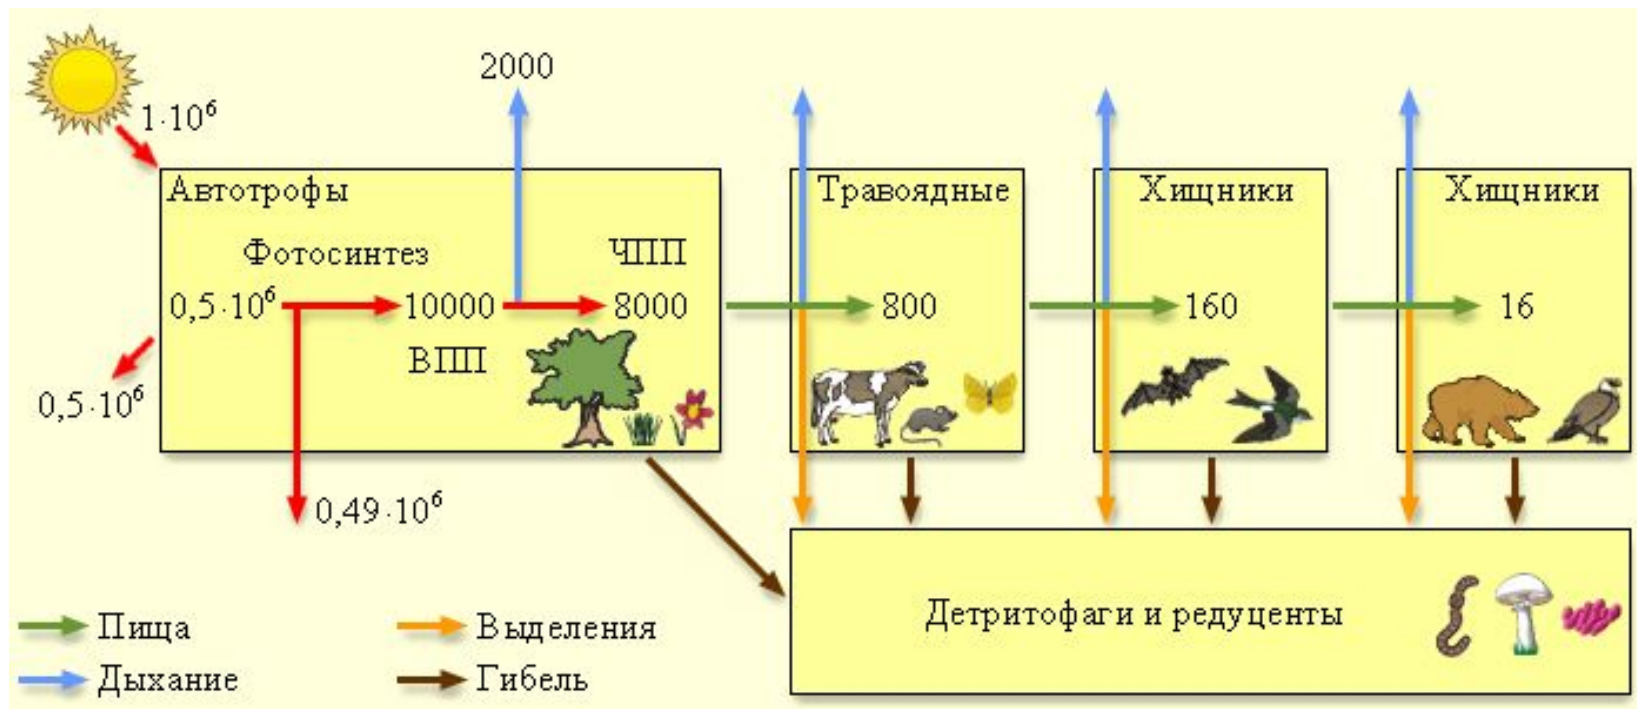 2000
1·10⁶
Автотрофы
Травоядные
Хищники
Хищники
Фотосинтез
ЧПП
0,5·10⁶
10000
8000
800
160
16
ВПП
0,5·10⁶
0,49·10⁶
Детритофаги и редуценты
Пища
Выделения
Дыхание
Гибель